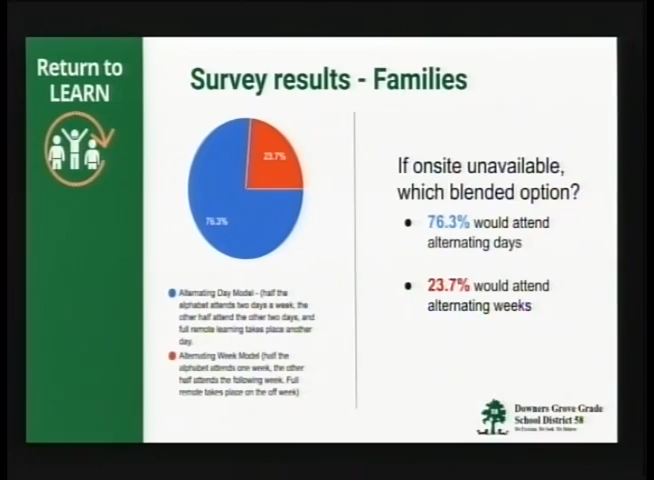 Return to
LEARN
Survey results - Families
23.7%
76.3%
Alternating Day Model - (half the
alphabet attends two days a week, the
other half attend the other two days, and
full remote learning takes place another
day.
Alternating Week Model (half the
alphabet attends one week, the other
half attends the following week. Full
remote takes place on the off week)
If onsite unavailable,
which blended option?
76.3% would attend
alternating days
23.7% would attend
alternating weeks
Downers Grove Grade
School District 58